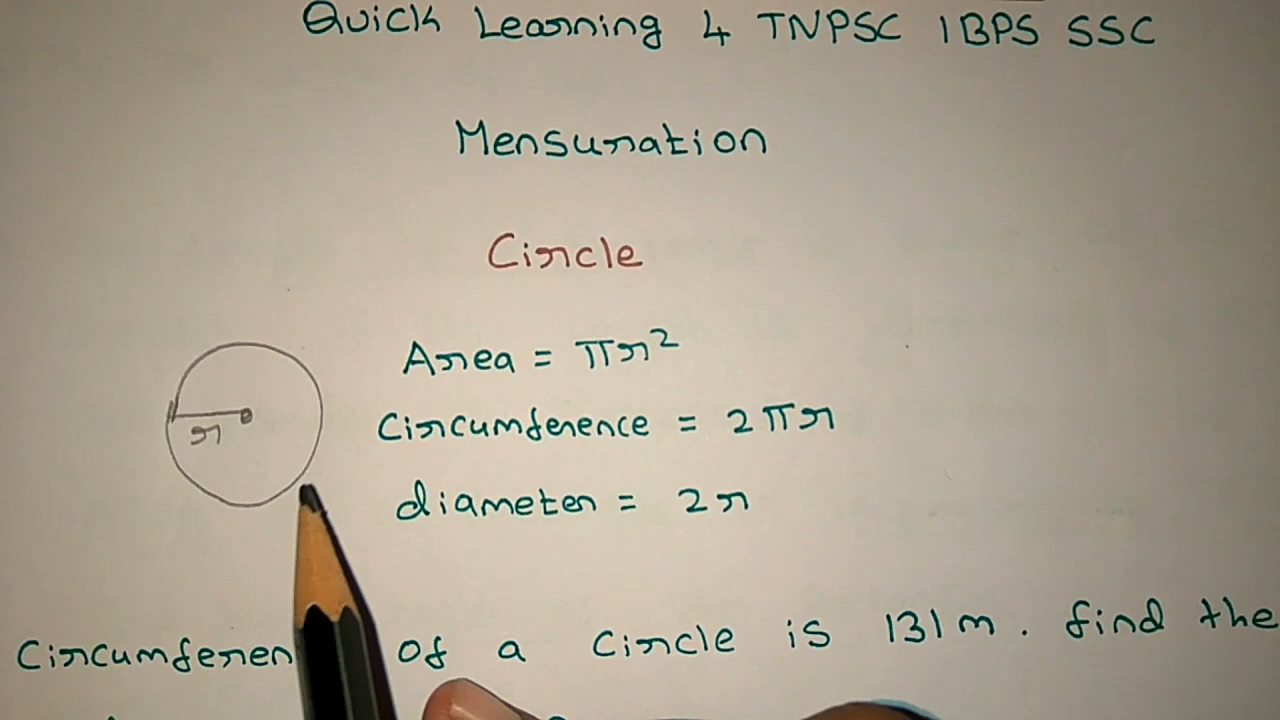 Quick Learning 4 TNPSC IBPS SSC
Mensuration
Circle
Area = πr²
r
Circumference = 2πr
diameter = 2r
Circumferen of a Circle is 131m. find the